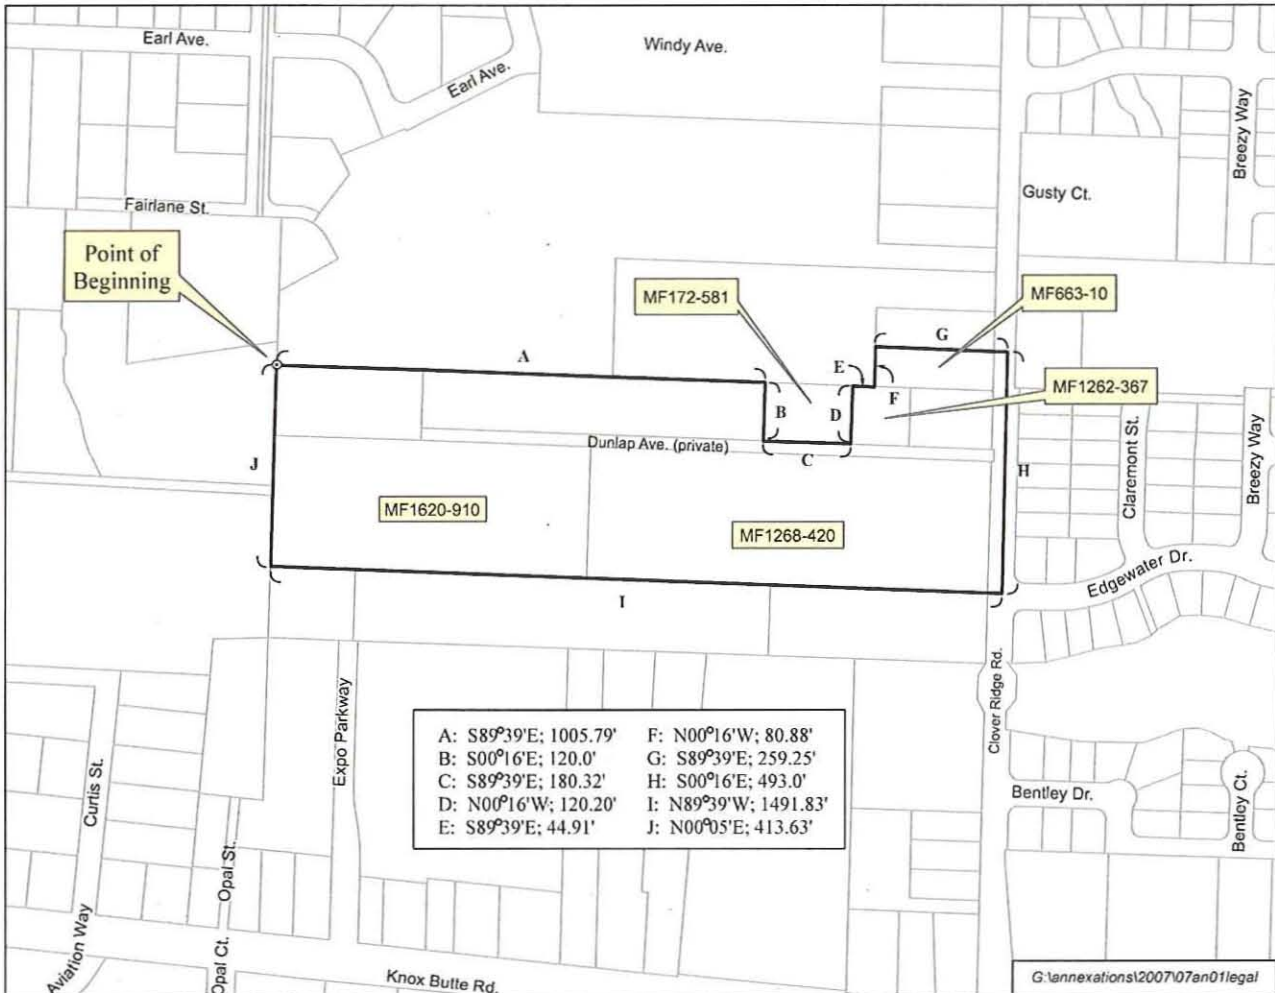 Earl Ave.
Windy Ave.
Earl Ave.
Breezy Way
Gusty Ct.
Fairlane St.
Point of
Beginning
MF172-581
MF663-10
G
A
E
MF1262-367
F
B
D
Dunlap Ave. (private)
C
J
H
Claremont St.
Breezy Way
MF1620-910
MF1268-420
Edgewater Dr.
I
Expo Parkway
Clover Ridge Rd.
A: S89°39'E; 1005.79'
B: S00°16'E; 120.0'
C: S89°39'E; 180.32'
D: N00°16'W; 120.20'
E: S89°39'E; 44.91'
F: N00°16'W; 80.88'
G: S89°39'E; 259.25'
H: S00°16'E; 493.0'
I: N89°39'W; 1491.83'
J: N00°05'E; 413.63'
Curtis St.
Bentley Dr.
Bentley Ct.
Opal St.
Aviation Way
Opal Ct.
Knox Butte Rd.
G:\annexations\2007\07an01legal